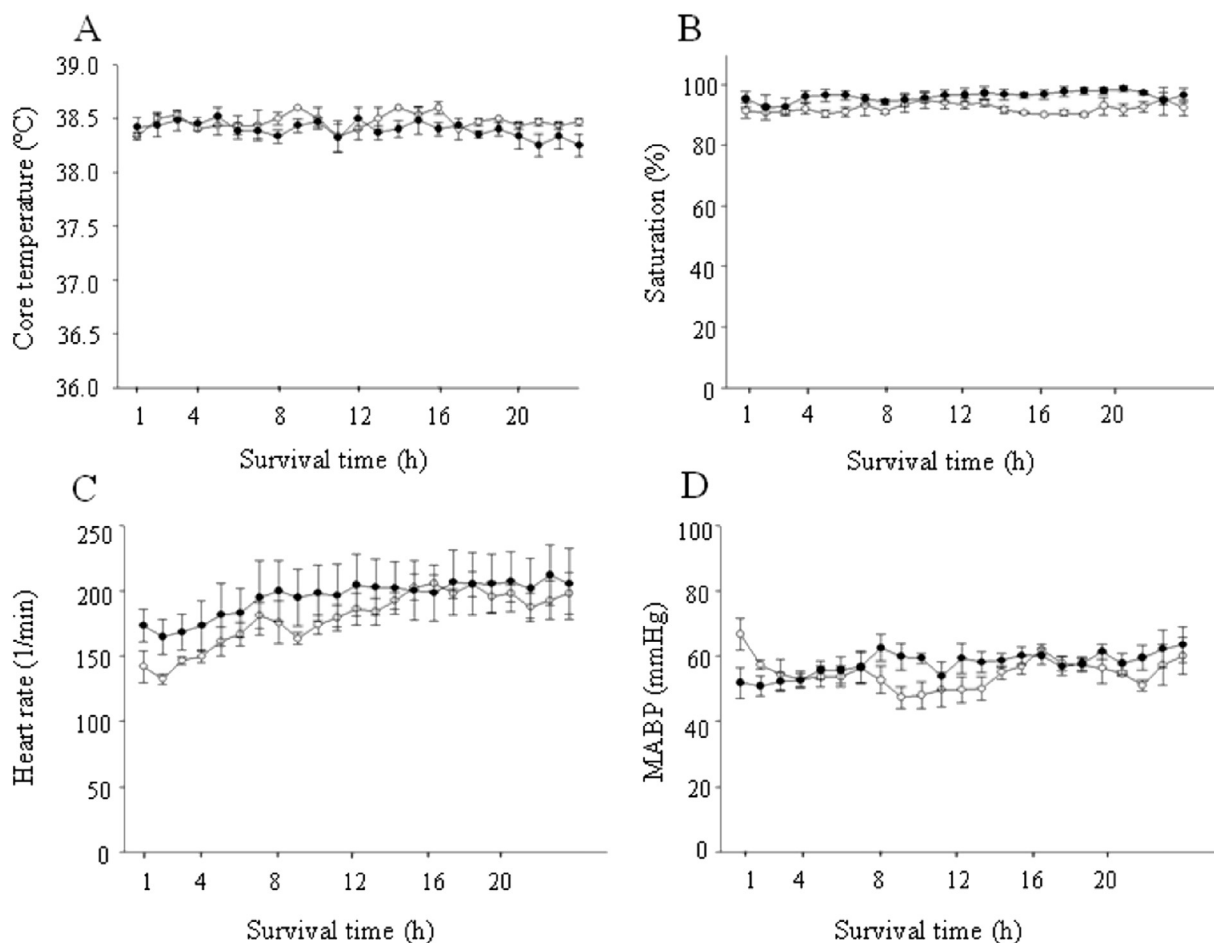 A
Core temperature (°C)
39.0
38.5
38.0
37.5
37.0
36.5
36.0
1 4 8 12 16 20
Survival time (h)
B
Saturation (%)
100
80
60
40
20
0
1 4 8 12 16 20
Survival time (h)
C
Heart rate (1/min)
250
200
150
100
50
0
1 4 8 12 16 20
Survival time (h)
D
MABP (mmHg)
100
80
60
40
20
0
1 4 8 12 16 20
Survival time (h)